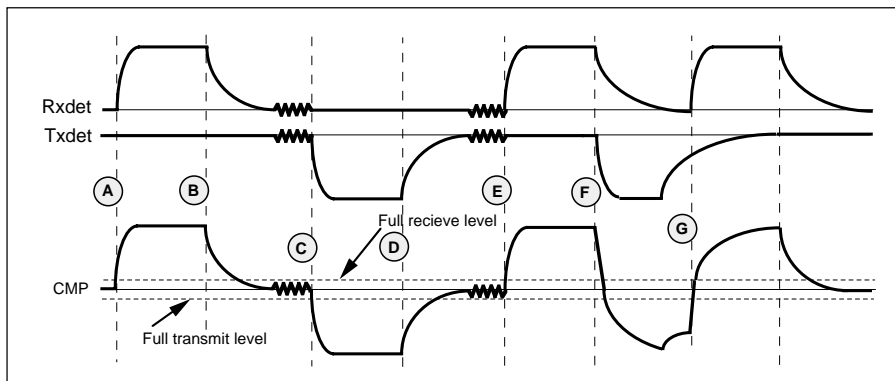 Rxdet
Txdet
A
B
E
F
Full recieve level
C
D
G
CMP
Full transmit level